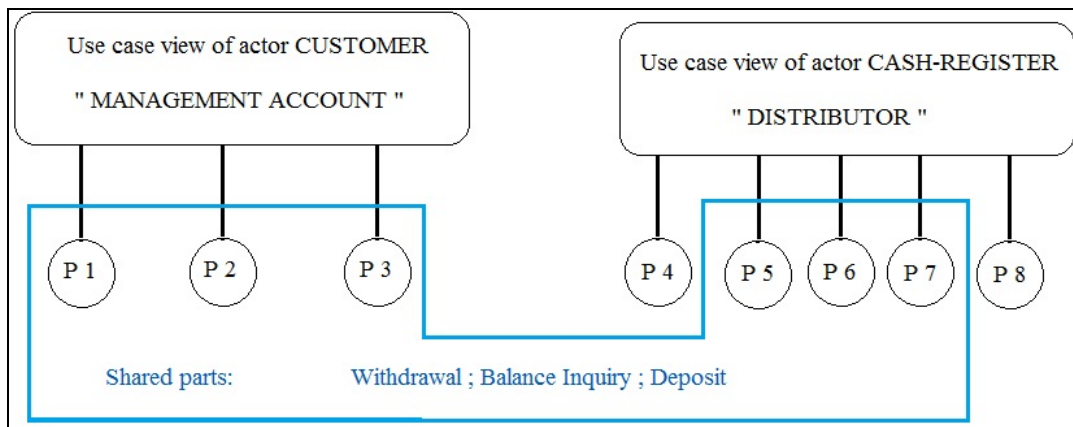 Use case view of actor CUSTOMER
" MANAGEMENT ACCOUNT "
Use case view of actor CASH-REGISTER
" DISTRIBUTOR "
P 1
P 2
P 3
P 4
P 5
P 6
P 7
P 8
Shared parts: Withdrawal ; Balance Inquiry ; Deposit